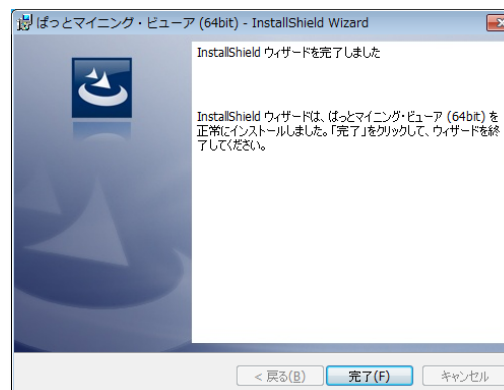 ぱっとマイニング・ビューア (64bit) - InstallShield Wizard
InstallShield ウィザードを完了しました
InstallShield ウィザードは、ぱっとマイニング・ビューア (64bit) を
正常にインストールしました。「完了」をクリックして、ウィザードを終
了してください。
< 戻る(B)
完了(F)
キャンセル